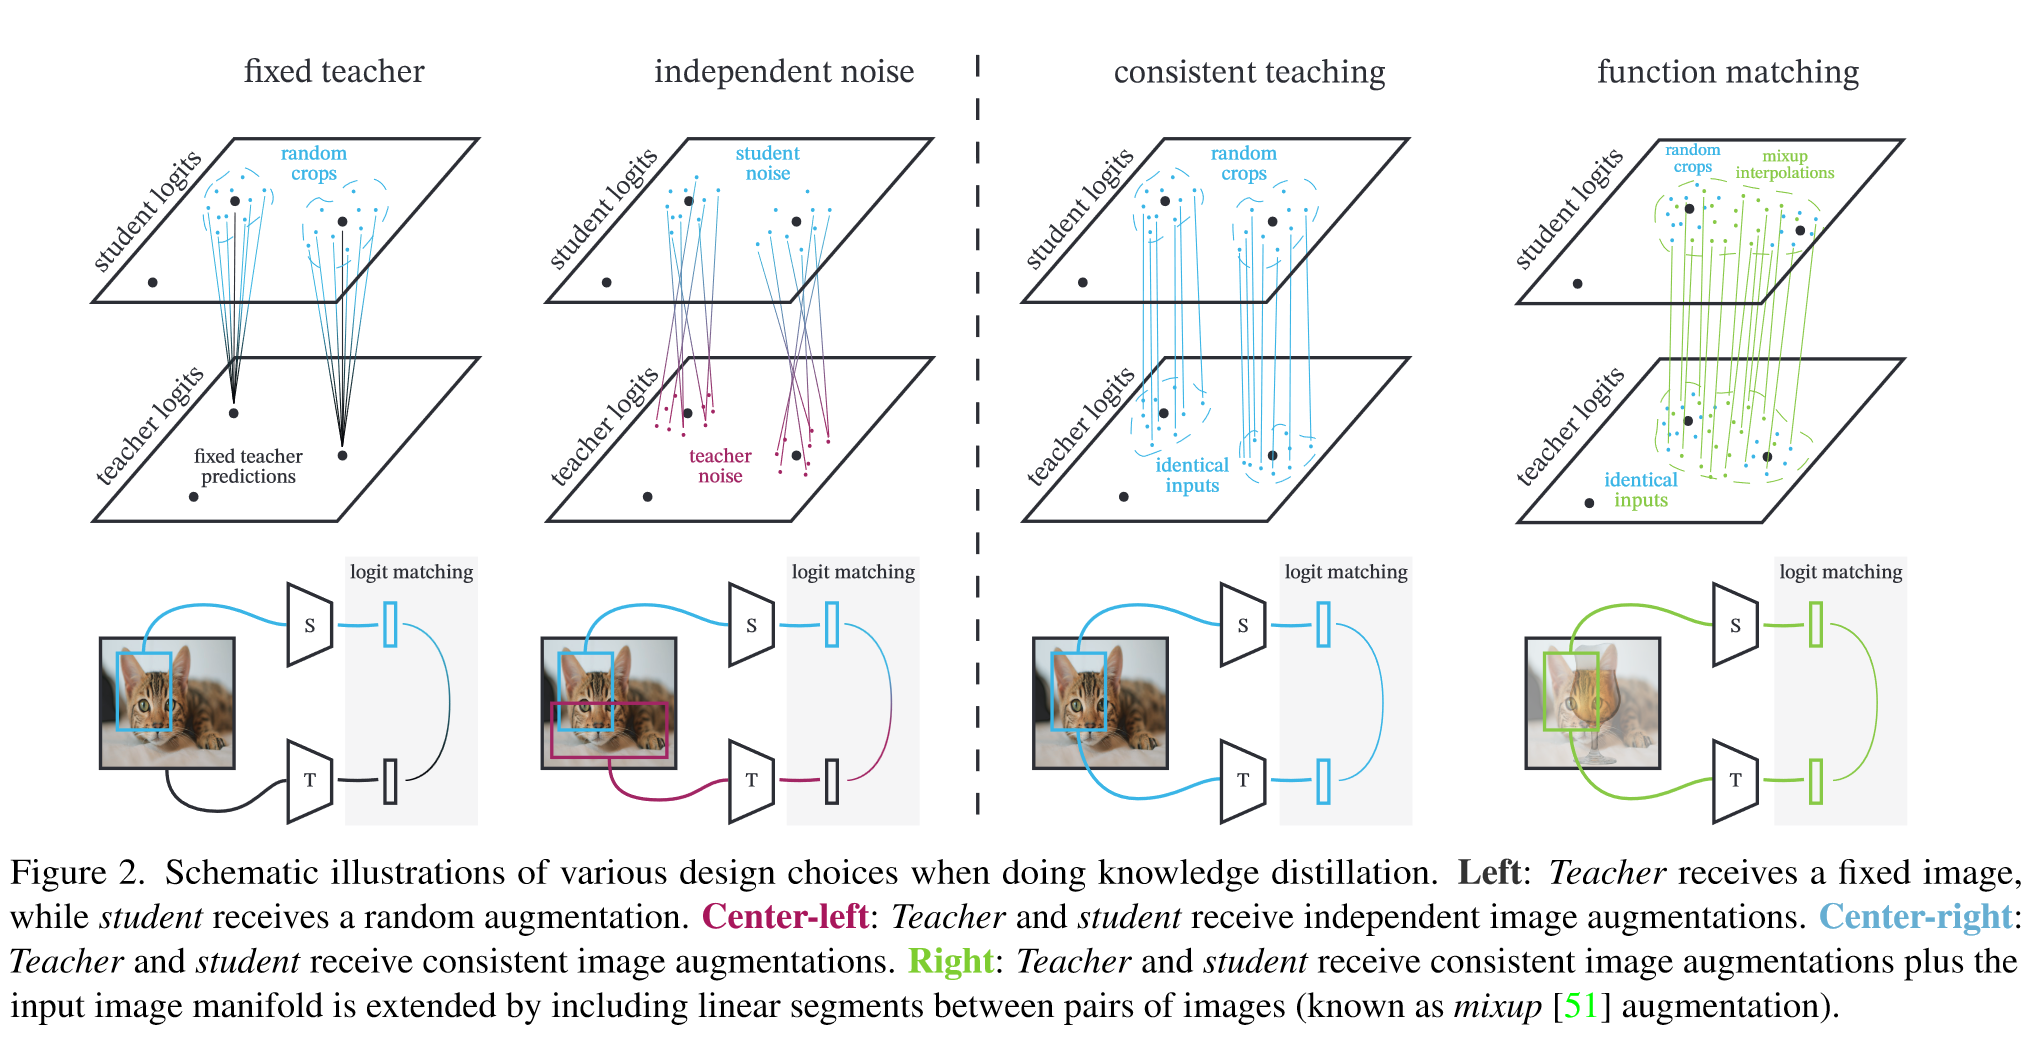 fixed teacher
independent noise
consistent teaching
function matching
student logits
random
crops
teacher logits
fixed teacher
predictions
student logits
student
noise
teacher logits
teacher
noise
student logits
random
crops
teacher logits
identical
inputs
student logits
random
crops
mixup
interpolations
teacher logits
identical
inputs
logit matching
S
T
logit matching
S
T
logit matching
S
T
logit matching
S
T
Figure 2. Schematic illustrations of various design choices when doing knowledge distillation. Left: Teacher receives a fixed image,
while student receives a random augmentation. Center-left: Teacher and student receive independent image augmentations. Center-right:
Teacher and student receive consistent image augmentations. Right: Teacher and student receive consistent image augmentations plus the
input image manifold is extended by including linear segments between pairs of images (known as mixup [51] augmentation).